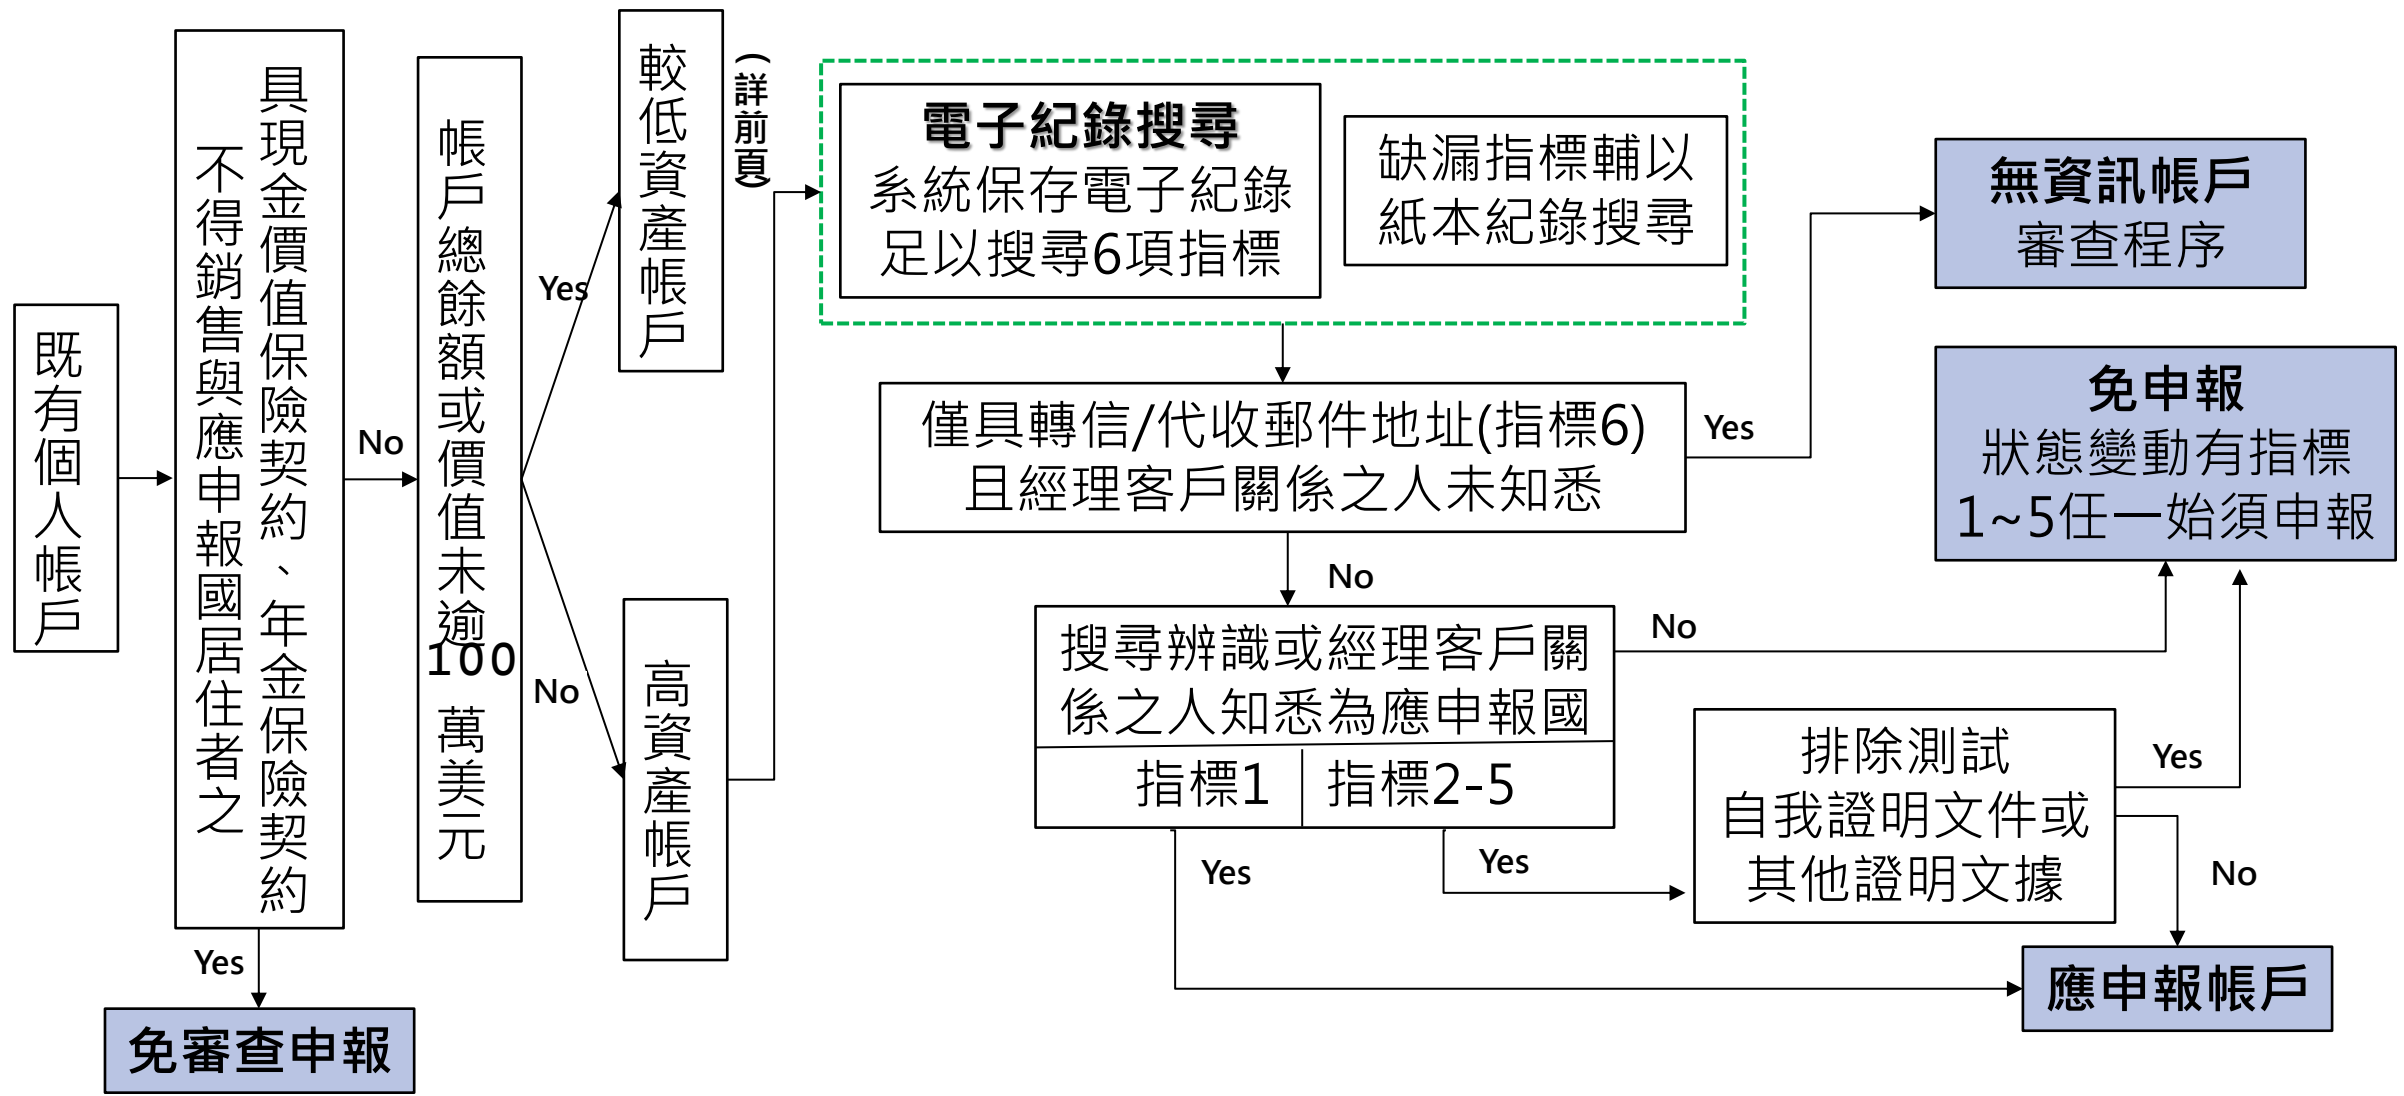 既有個人帳戶
具現金價值保險契約、年金保險契約
不得銷售與應申報國居住者之
Yes
免審查申報
No
帳戶總餘額或價值未逾
100
萬美元
Yes
較低資產帳戶
(詳前頁)
No
高資產帳戶
電子紀錄搜尋
系統保存電子紀錄
足以搜尋6項指標
缺漏指標輔以
紙本紀錄搜尋
僅具轉信/代收郵件地址(指標6)
且經理客戶關係之人未知悉
Yes
無資訊帳戶
審查程序
No
搜尋辨識或經理客戶關
係之人知悉為應申報國
指標1
指標2-5
No
免申報
狀態變動有指標
1~5任一始須申報
Yes
Yes
排除測試
自我證明文件或
其他證明文據
Yes
No
應申報帳戶